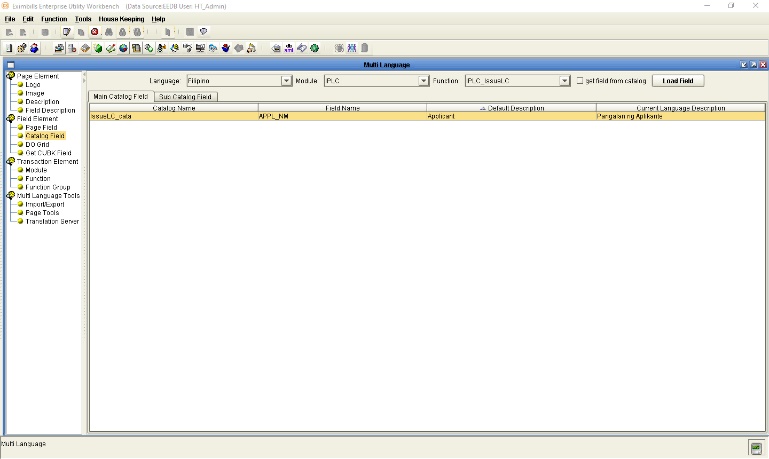 Eximbills Enterprise Utility Workbench (Data Source:EEDB User: HT_Admin)
File Edit Function Tools House Keeping Help
Multi Language
Page Element
Logo
Image
Description
Field Description
Field Element
Page Field
Catalog Field
DO Grid
Get CUBK Field
Transaction Element
Module
Function
Function Group
Multi Language Tools
Import/Export
Page Tools
Translation Server
Language: Filipino Module PLC Function PLC_IssueLC get field from catalog Load Field
Main Catalog Field Sub Catalog Field
Catalog Name Field Name Default Description Current Language Description
IssueLC_data APPL_NM Applicant Pangalan ng Aplikante
Multi Language